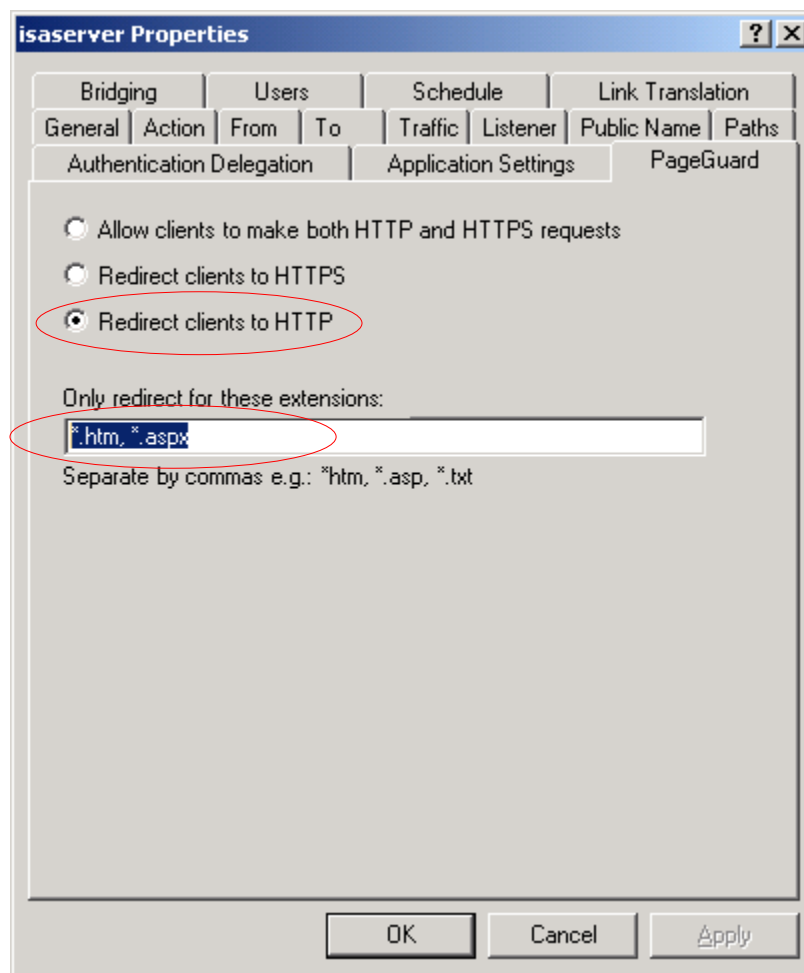 isaserver Properties
Bridging Users Schedule Link Translation
General Action From To Traffic Listener Public Name Paths
Authentication Delegation Application Settings PageGuard
Allow clients to make both HTTP and HTTPS requests
Redirect clients to HTTPS
Redirect clients to HTTP
Only redirect for these extensions:
*.htm, *.aspx
Separate by commas e.g.: *htm, *.asp, *.txt
OK Cancel Apply